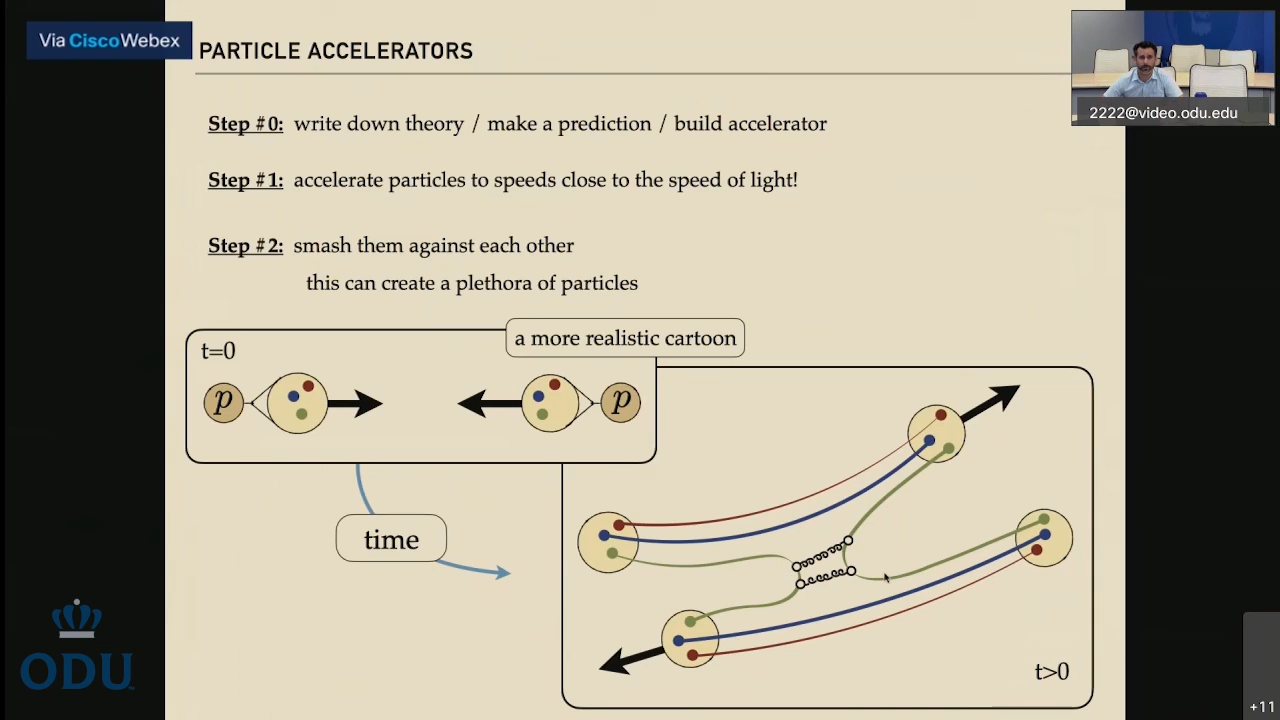 Via Cisco Webex
PARTICLE ACCELERATORS
2222@video.odu.edu
Step #0: write down theory / make a prediction / build accelerator
Step #1: accelerate particles to speeds close to the speed of light!
Step #2: smash them against each other
this can create a plethora of particles
a more realistic cartoon
t=0
p
p
time
t>0
ODU
+11